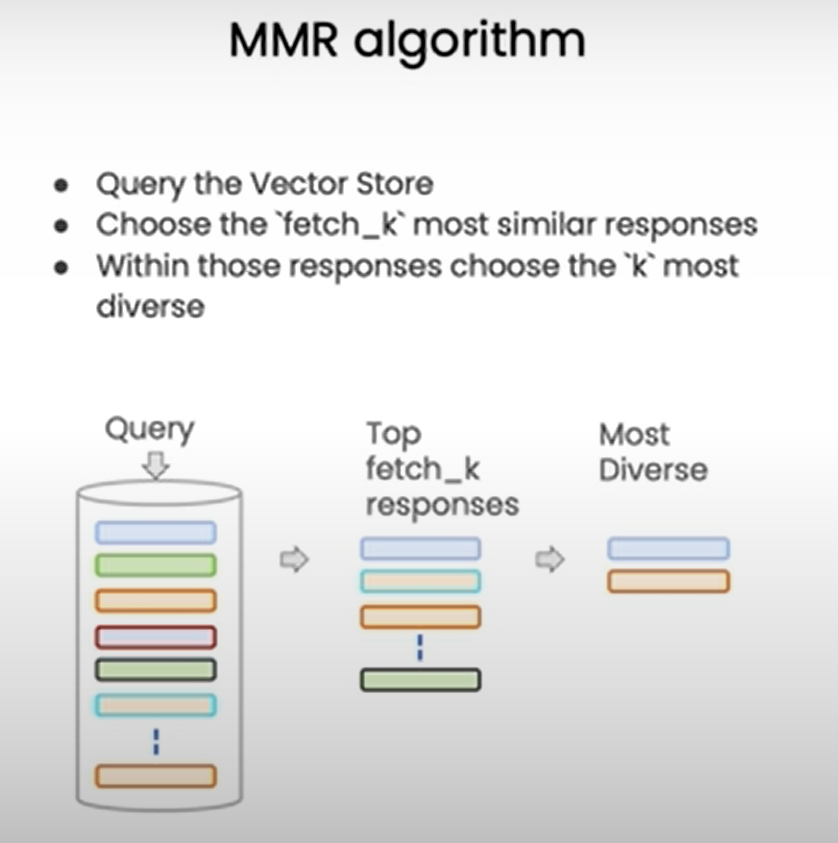 MMR algorithm
● Query the Vector Store
● Choose the `fetch_k` most similar responses
● Within those responses choose the `k` most
diverse
Query
Top
fetch_k
responses
Most
Diverse